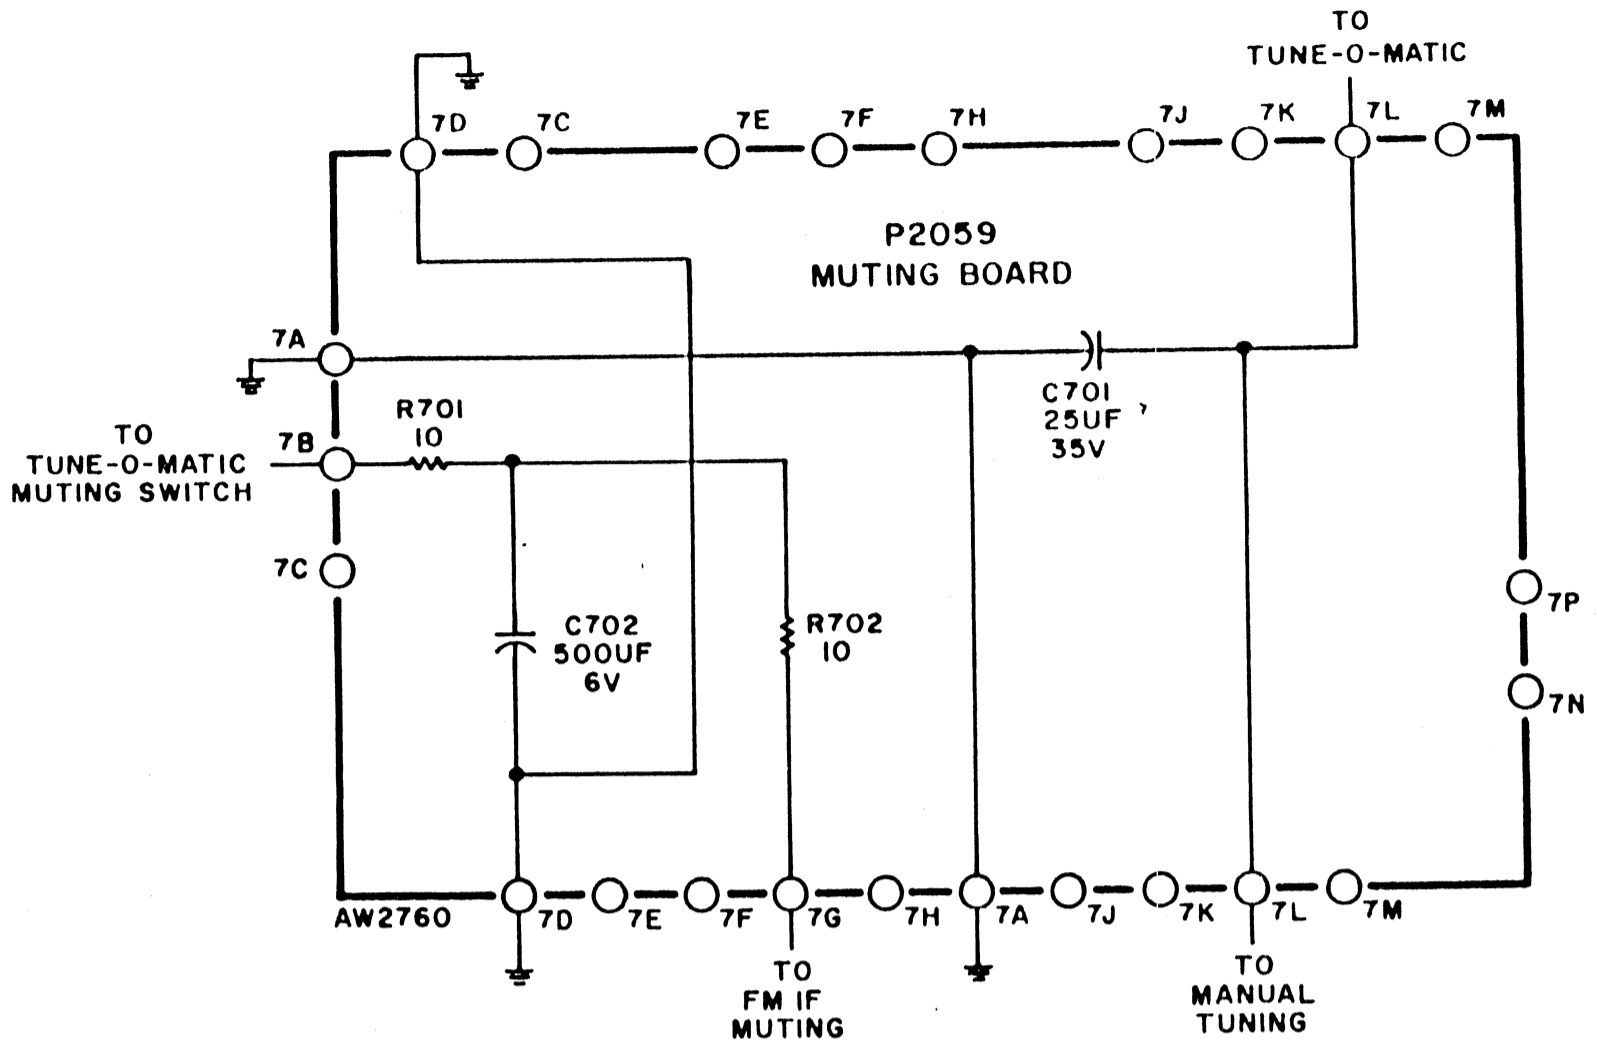 TO
TUNE-O-MATIC
7D
7C
7E
7F
7H
7J
7K
7L
7M
P2059
MUTING BOARD
7A
C701
25UF
35V
R701
10
TO
TUNE-O-MATIC
MUTING SWITCH
7B
7C
C702
500UF
6V
R702
10
7P
7N
AW2760
7D
7E
7F
7G
7H
7A
7J
7K
7L
7M
TO
FM IF
MUTING
TO
MANUAL
TUNING